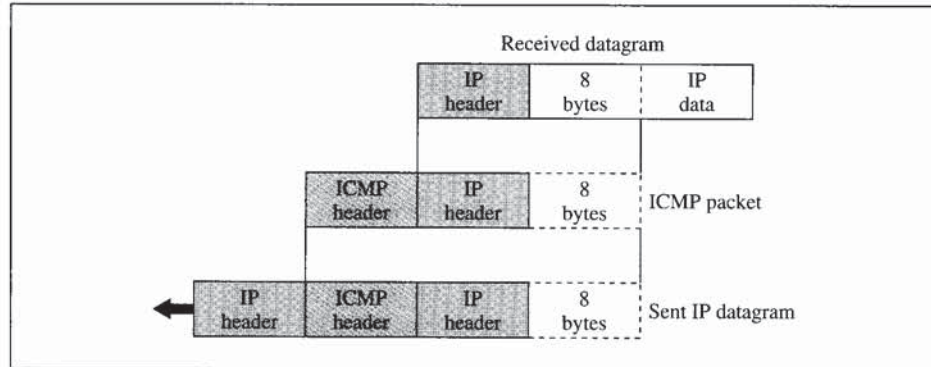 Received datagram
IP header
8 bytes
IP data
ICMP header
IP header
8 bytes
ICMP packet
IP header
ICMP header
IP header
8 bytes
Sent IP datagram